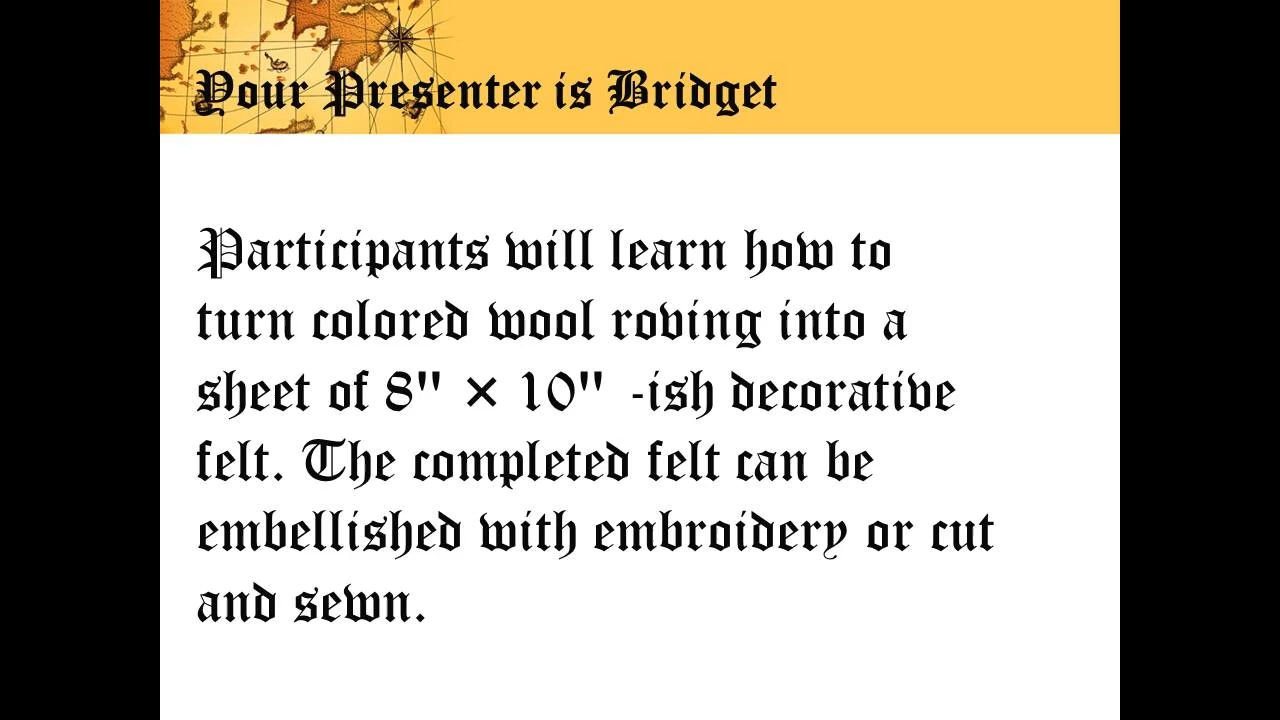 Your Presenter is Bridget
Participants will learn how to
turn colored wool roving into a
sheet of 8" × 10" -ish decorative
felt. The completed felt can be
embellished with embroidery or cut
and sewn.